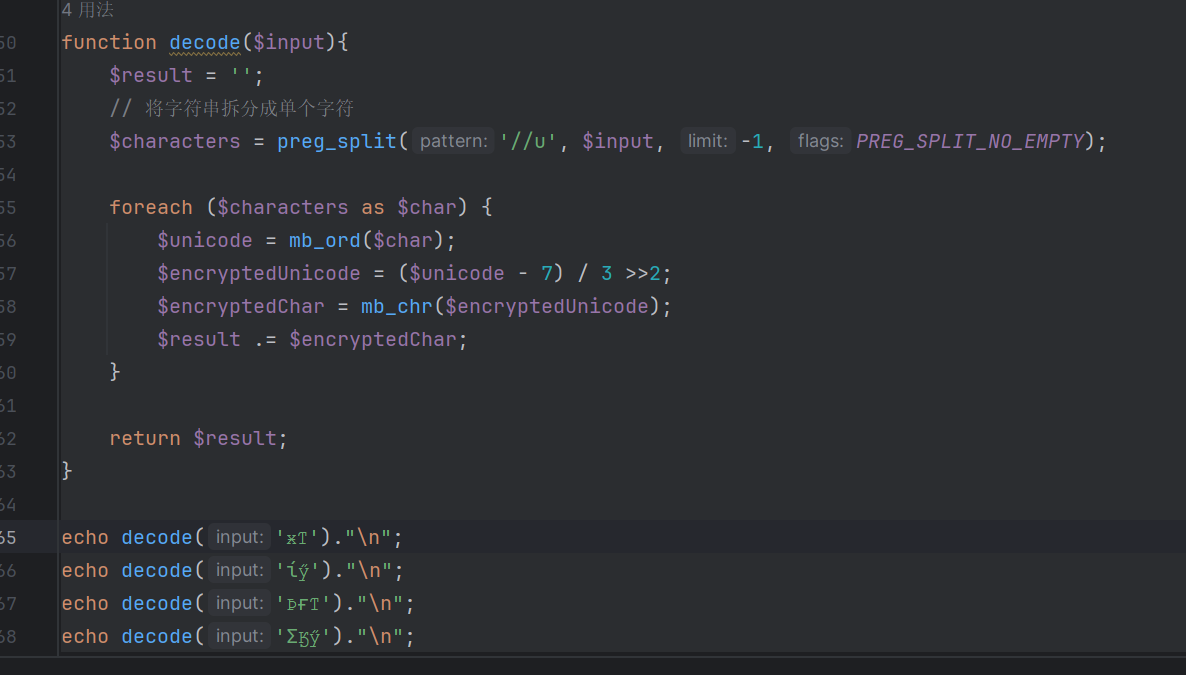 4 用法
50 function decode($input){
51 $result = '';
52 // 将字符串拆分成单个字符
53 $characters = preg_split( pattern: '//u', $input, limit: -1, flags: PREG_SPLIT_NO_EMPTY);
54
55 foreach ($characters as $char) {
56 $unicode = mb_ord($char);
57 $encryptedUnicode = ($unicode - 7) / 3 >>2;
58 $encryptedChar = mb_chr($encryptedUnicode);
59 $result .= $encryptedChar;
60 }
61
62 return $result;
63 }
64
65 echo decode( input: ' ')."\n";
66 echo decode( input: ' ')."\n";
67 echo decode( input: ' ')."\n";
68 echo decode( input: ' ')."\n";